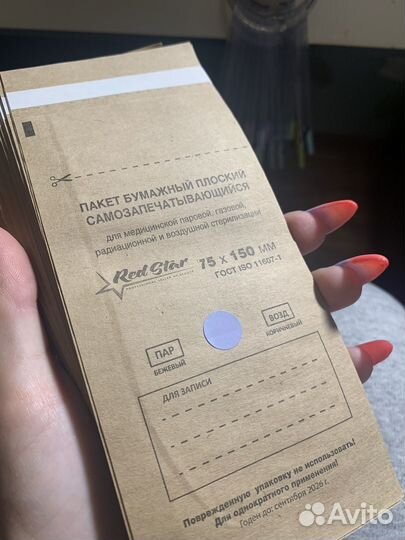 ПАКЕТ БУМАЖНЫЙ ПЛОСКИЙ
САМОЗАПЕЧАТЫВАЮЩИЙСЯ
для медицинской паровой, газовой,
радиационной и воздушной стерилизации
Red Star
75 х 150 ММ
ГОСТ ISO 11607-1
ПАР
БЕЖЕВЫЙ
ВОЗД
КОРИЧНЕВЫЙ
ДЛЯ ЗАПИСИ
Поврежденную упаковку не использовать!
Для однократного применения!
Годен до: сентября 2026 г.
Avito